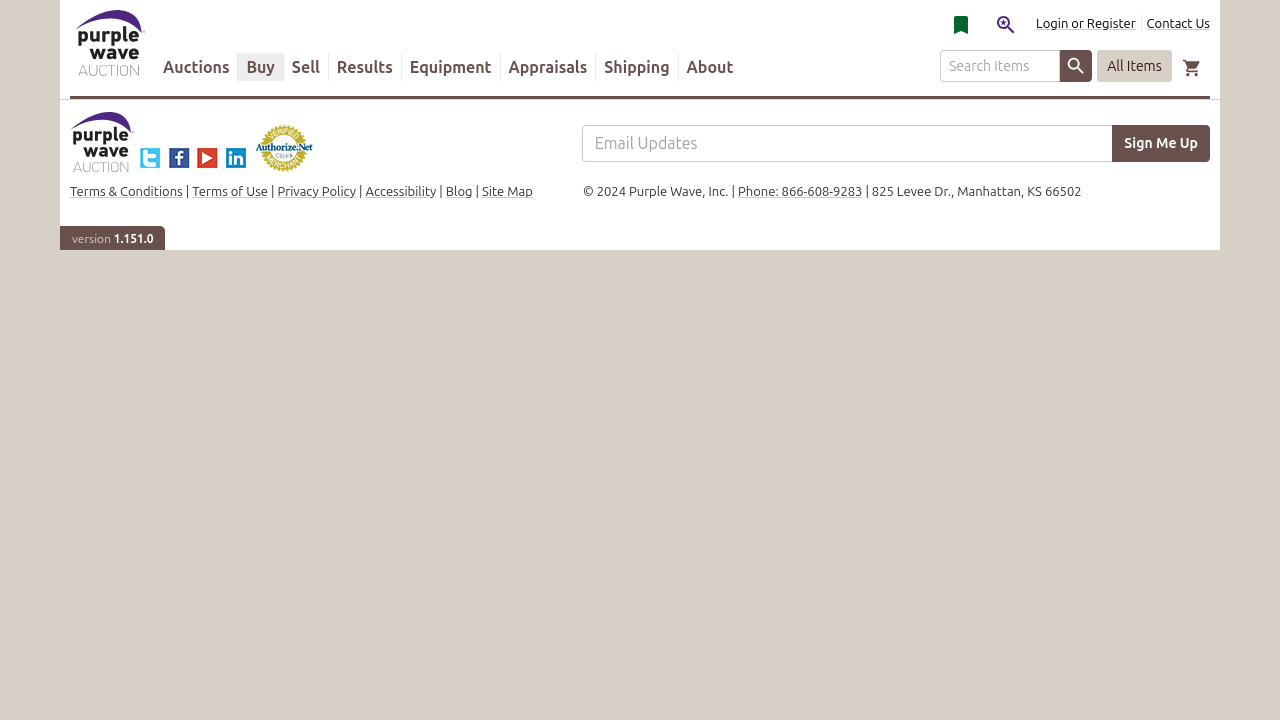 purple
wave
AUCTION
Login or Register
Contact Us
Auctions
Buy
Sell
Results
Equipment
Appraisals
Shipping
About
Search Items
All Items
purple
wave
AUCTION
VERIFIED
Authorize.Net
Click
Email Updates
Sign Me Up
Terms & Conditions | Terms of Use | Privacy Policy | Accessibility | Blog | Site Map
© 2024 Purple Wave, Inc. | Phone: 866-608-9283 | 825 Levee Dr., Manhattan, KS 66502
version 1.151.0